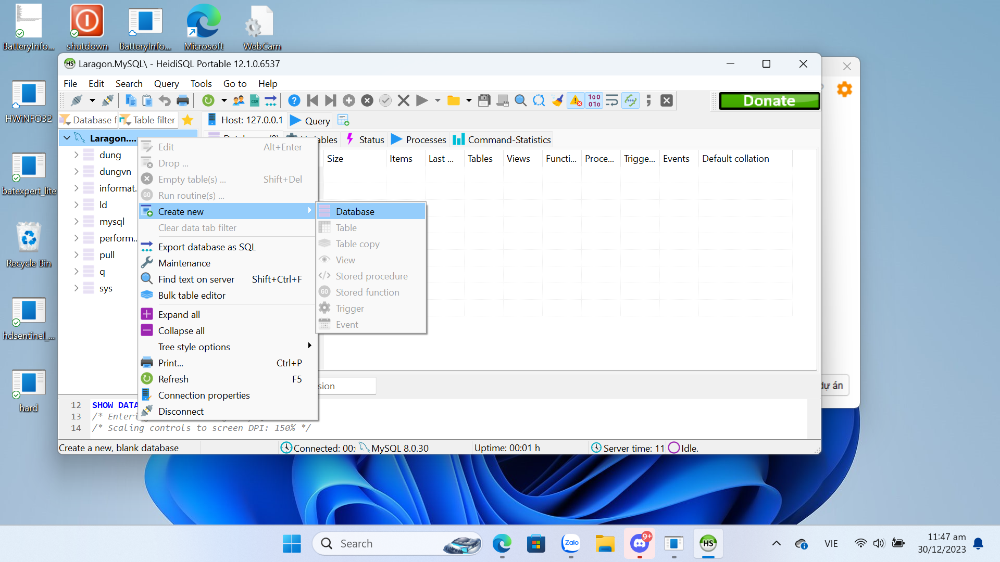 BatteryInfo...
shutdown
BatteryInfo...
Microsoft
WebCam
HWiNFO32
batexpert_lite
Recycle Bin
hdsentinel_...
hard
Laragon.MySQL\ - HeidiSQL Portable 12.1.0.6537
File Edit Search Query Tools Go to Help
Donate
Database f Table filter Host: 127.0.0.1 Query
Status Processes Command-Statistics
Laragon....
dung
dungvn
informat.
ld
mysql
perform..
pull
q
sys
Size Items Last ... Tables Views Functi... Proce... Trigge... Events Default collation
Edit Alt+Enter
Drop ...
Empty table(s) ... Shift+Del
Run routine(s) ...
Create new
Clear data tab filter
Export database as SQL
Maintenance
Find text on server Shift+Ctrl+F
Bulk table editor
Expand all
Collapse all
Tree style options
Print... Ctrl+P
Refresh F5
Connection properties
Disconnect
Database
Table
Table copy
View
Stored procedure
Stored function
Trigger
Event
sion
dự án
12 SHOW DATA
13 /* Enteri
14 /* Scaling controls to screen DPI: 150% */
Create a new, blank database Connected: 00: MySQL 8.0.30 Uptime: 00:01 h Server time: 11 Idle.
Search
Zalo
9+
HS
VIE
11:47 am
30/12/2023